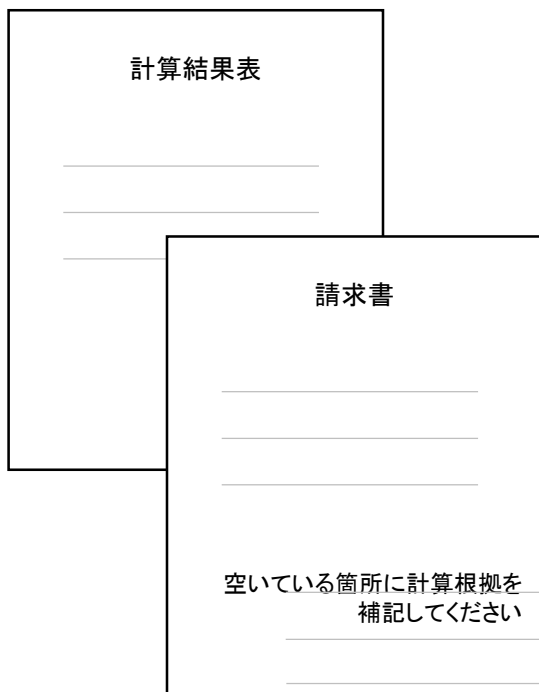 計算結果表
請求書
空いている箇所に計算根拠を
補記してください